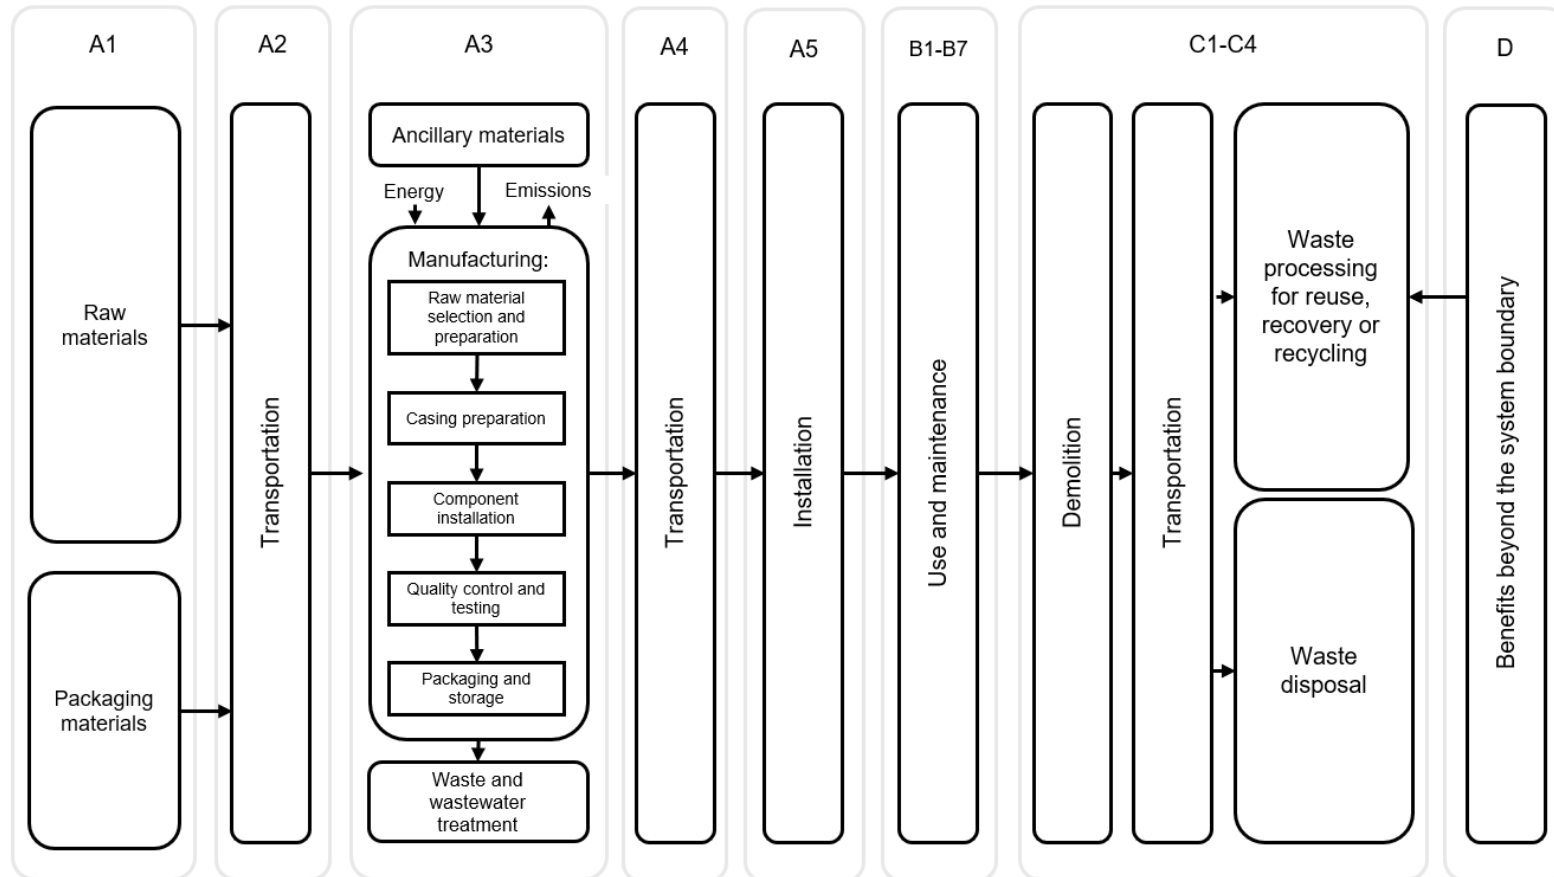 A1
A2
A3
A4
A5
B1-B7
C1-C4
D
Raw
materials
Packaging
materials
Transportation
Ancillary materials
Energy
Emissions
Manufacturing:
Raw material
selection and
preparation
Casing preparation
Component
installation
Quality control and
testing
Packaging and
storage
Waste and
wastewater
treatment
Transportation
Installation
Use and maintenance
Demolition
Transportation
Waste
processing
for reuse,
recovery or
recycling
Waste
disposal
Benefits beyond the system boundary